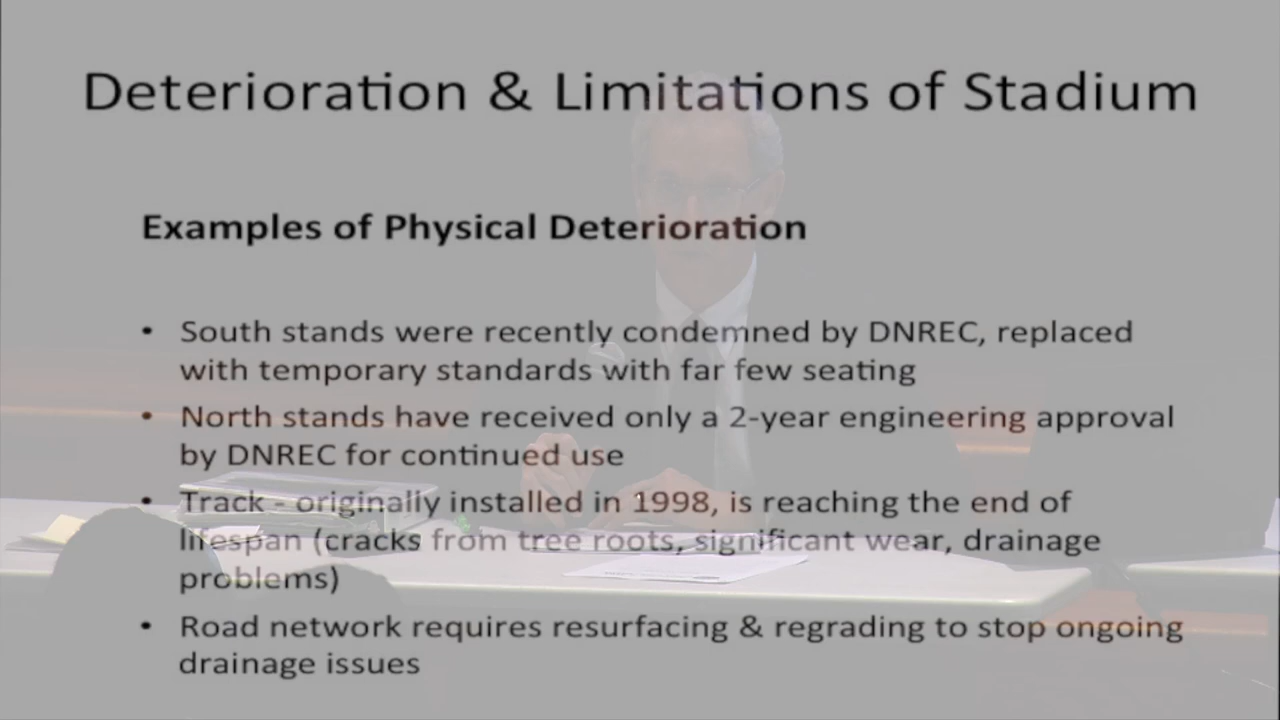 Deterioration & Limitations of Stadium
Examples of Physical Deterioration
• South stands were recently condemned by DNREC, replaced
with temporary standards with far few seating
• North stands have received only a 2-year engineering approval
by DNREC for continued use
• Track - originally installed in 1998, is reaching the end of
lifespan (cracks from tree roots, significant wear, drainage
problems)
• Road network requires resurfacing & regrading to stop ongoing
drainage issues